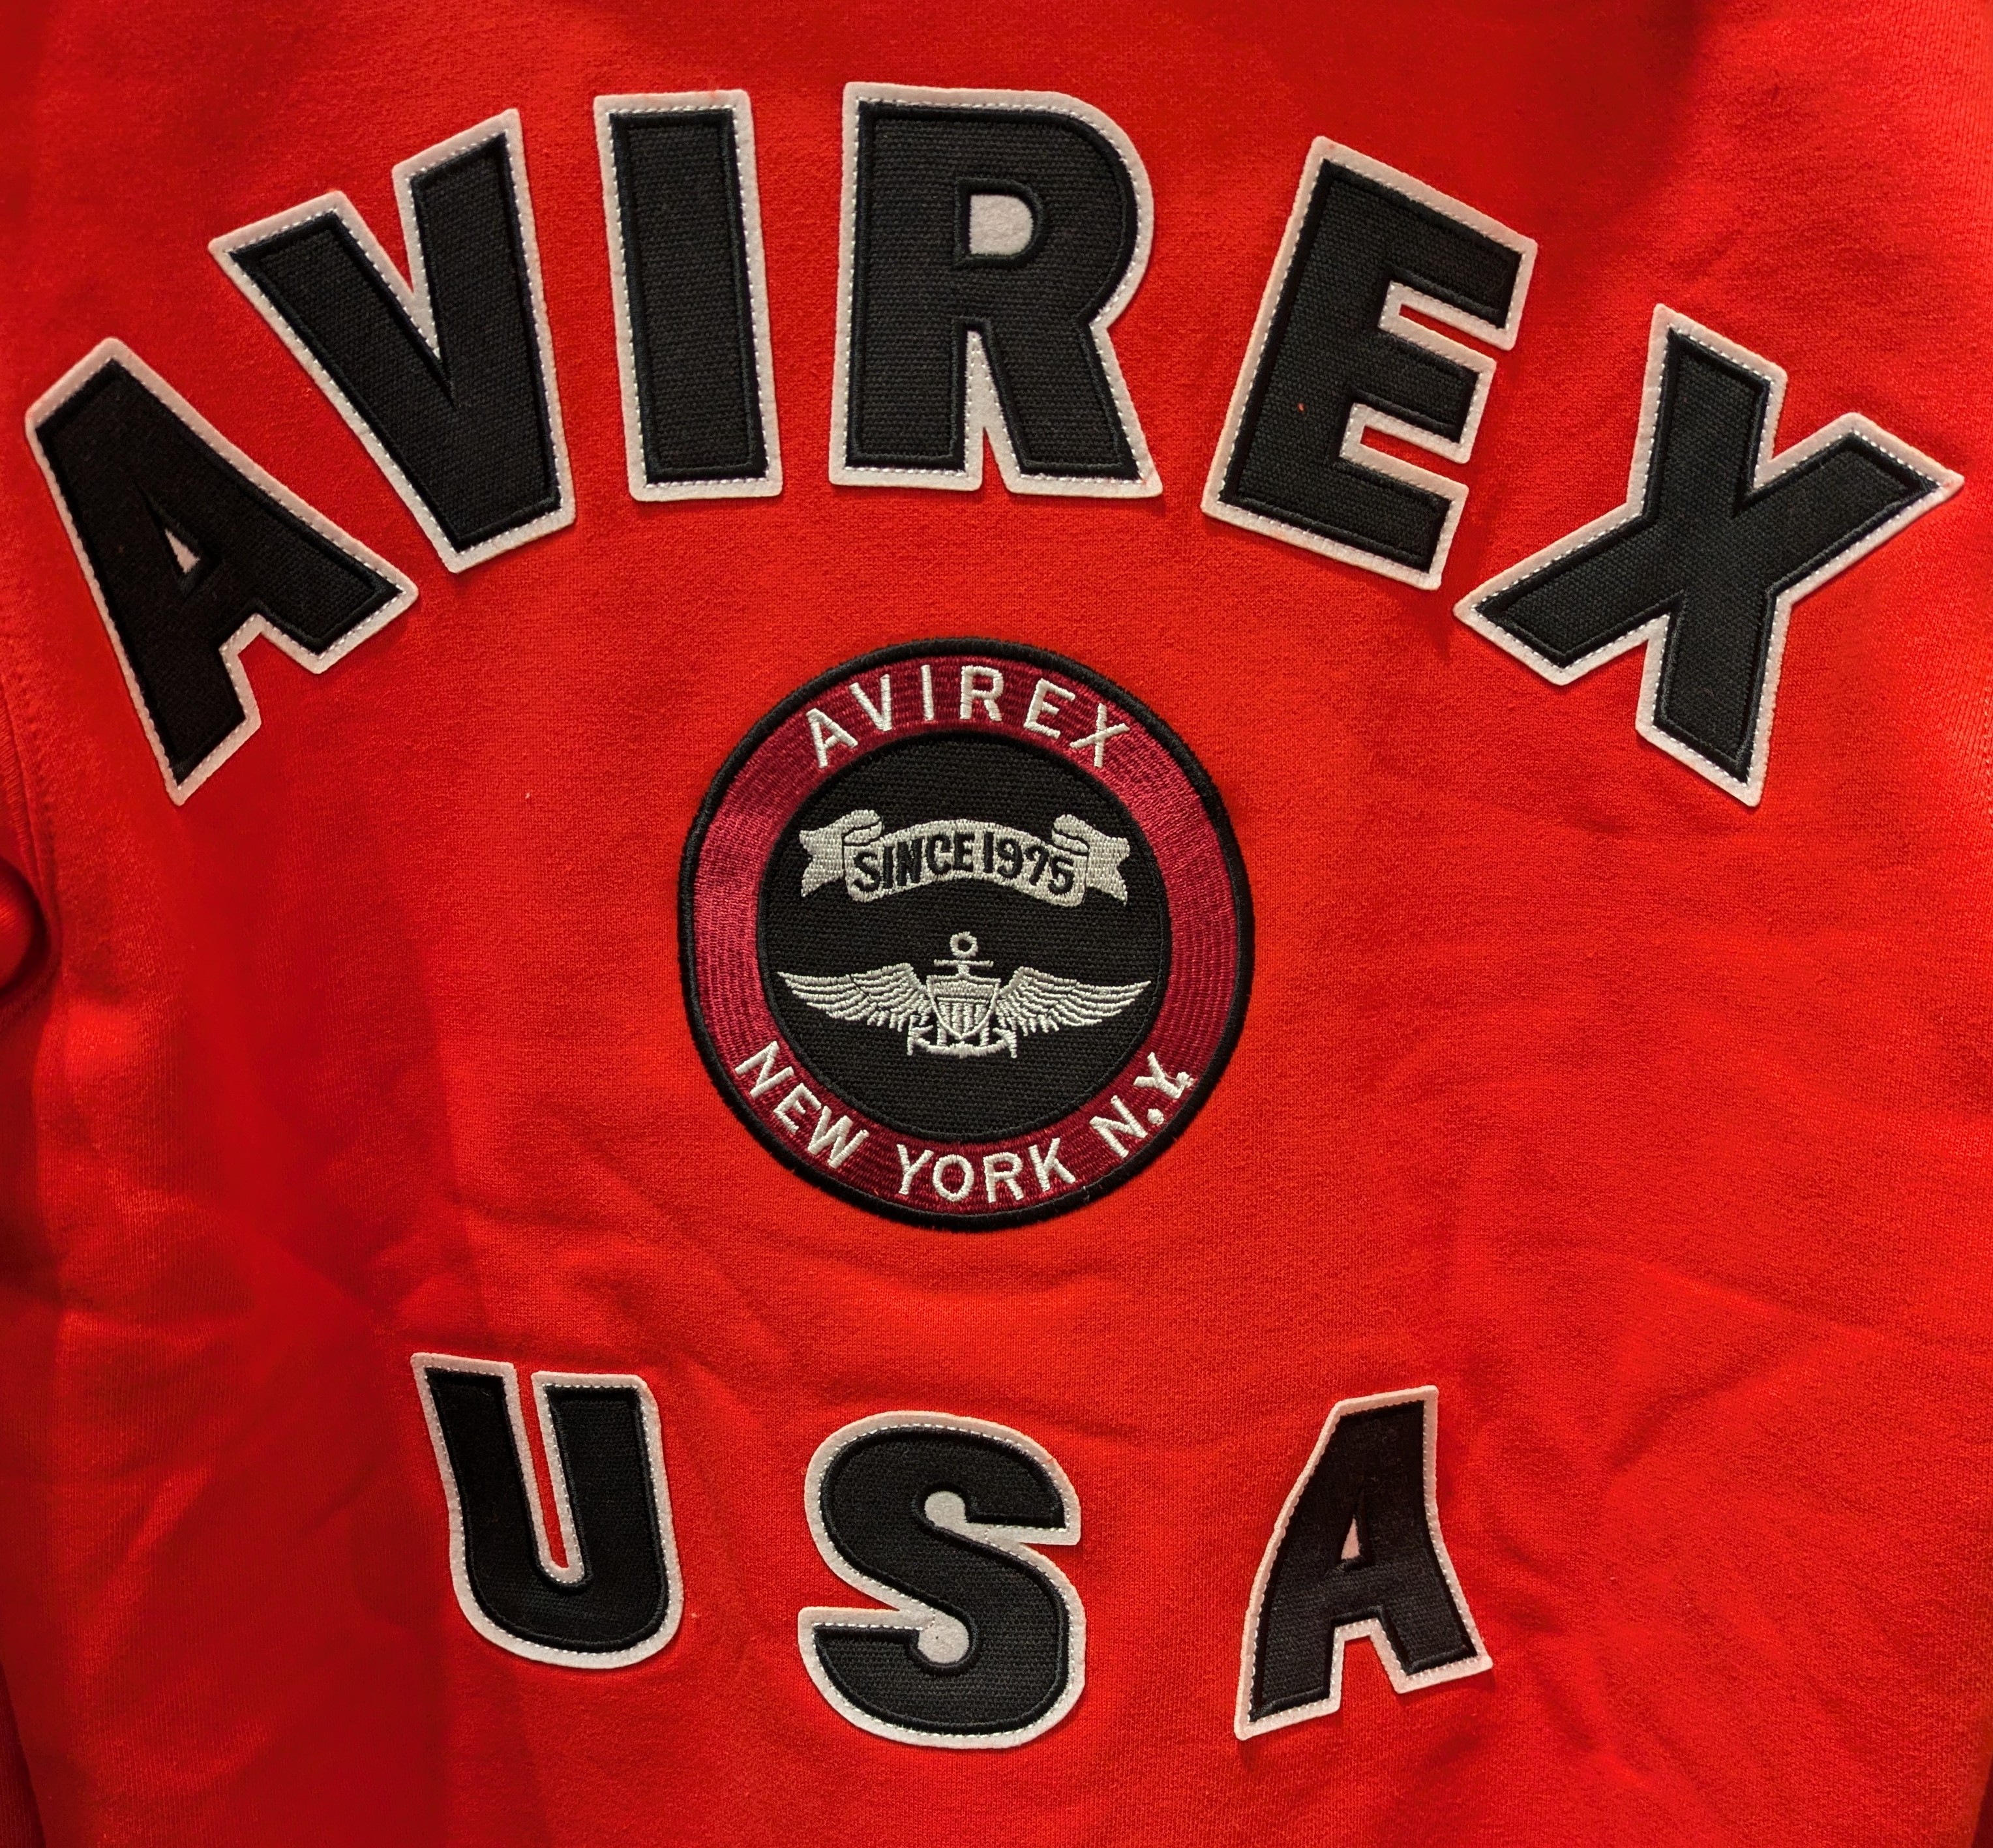 AVIREX
AVIREX
SINCE 1975
NEW YORK N.Y.
USA